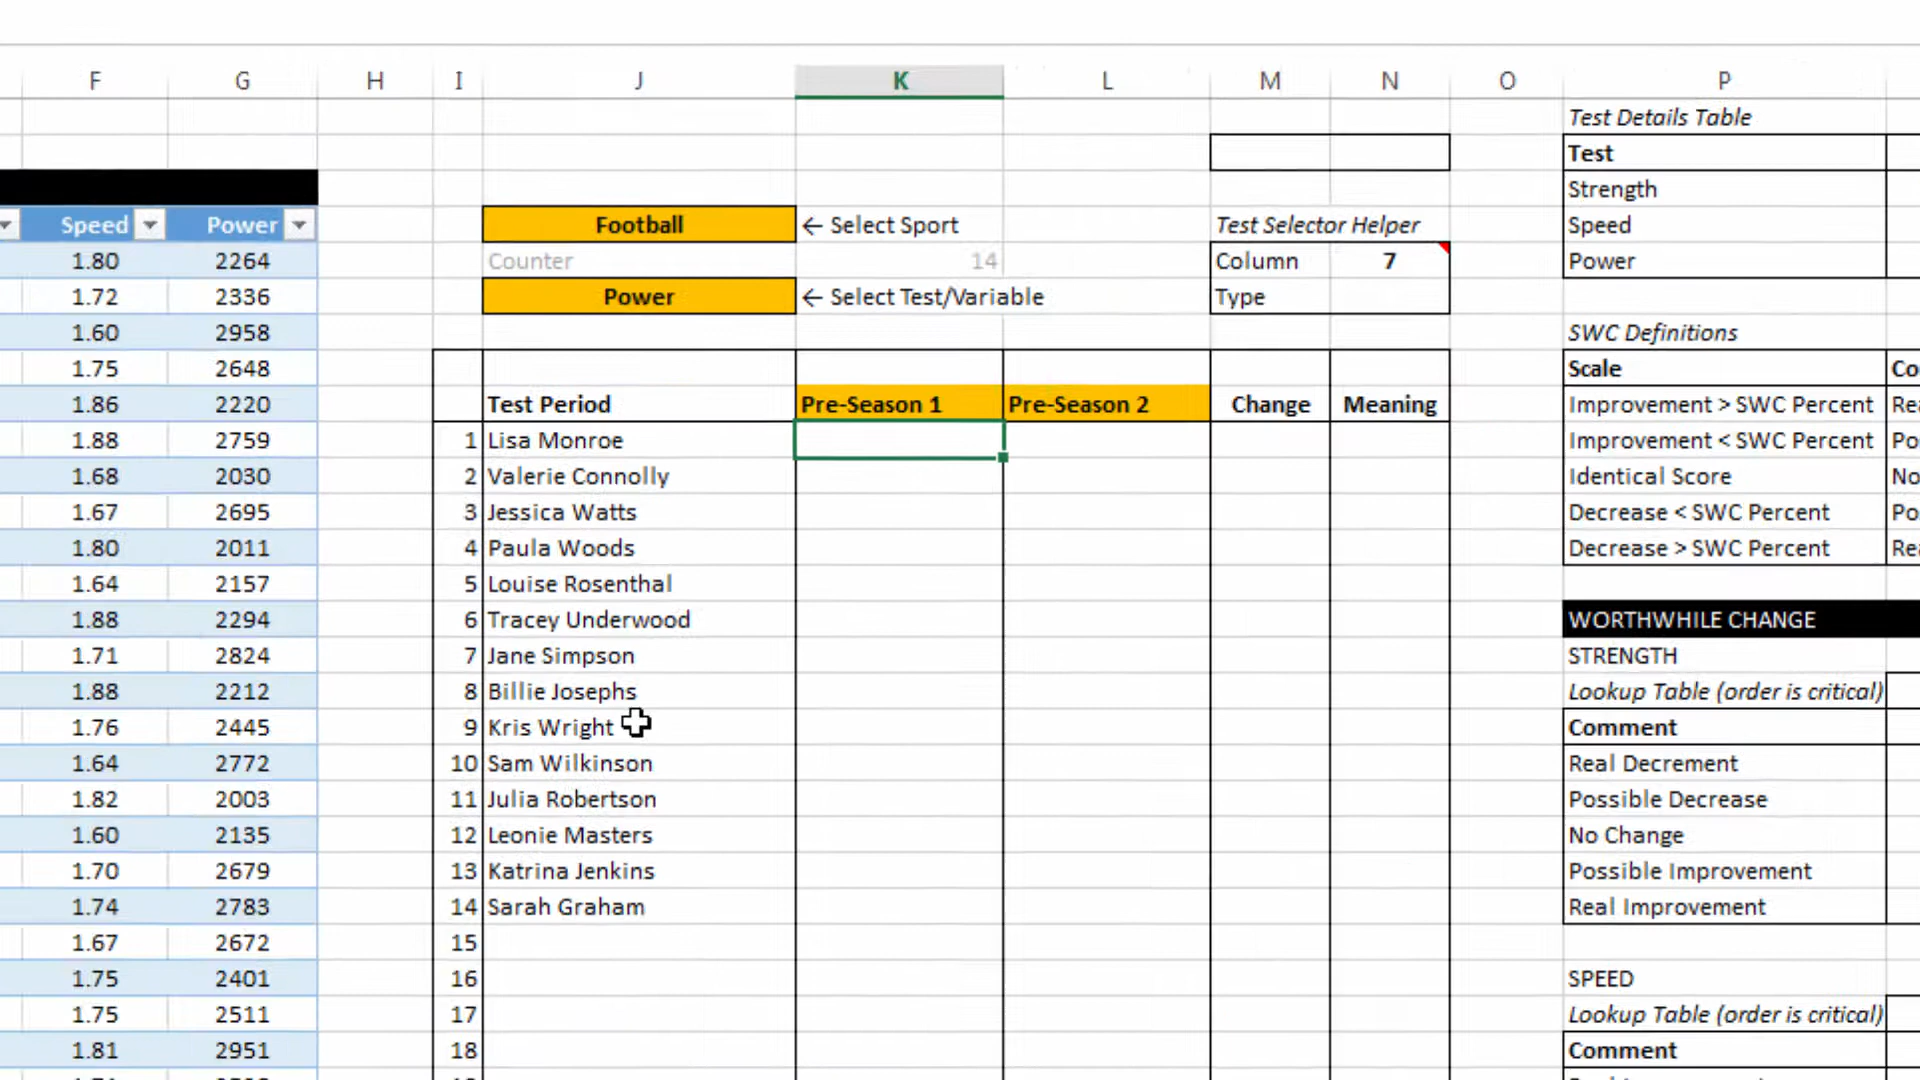 F G H I J K L M N O P
Test Details Table
Test
Strength
Speed Power Football ← Select Sport Test Selector Helper Speed
1.80 2264 Counter 14 Column 7 Power
1.72 2336 Power ← Select Test/Variable Type
1.60 2958 SWC Definitions
1.75 2648 Scale Co
1.86 2220 Test Period Pre-Season 1 Pre-Season 2 Change Meaning Improvement > SWC Percent Rea
1.88 2759 1 Lisa Monroe Improvement < SWC Percent Po
1.68 2030 2 Valerie Connolly Identical Score No
1.67 2695 3 Jessica Watts Decrease < SWC Percent Po
1.80 2011 4 Paula Woods Decrease > SWC Percent Rea
1.64 2157 5 Louise Rosenthal
1.88 2294 6 Tracey Underwood WORTHWHILE CHANGE
1.71 2824 7 Jane Simpson STRENGTH
1.88 2212 8 Billie Josephs Lookup Table (order is critical)
1.76 2445 9 Kris Wright Comment
1.64 2772 10 Sam Wilkinson Real Decrement
1.82 2003 11 Julia Robertson Possible Decrease
1.60 2135 12 Leonie Masters No Change
1.70 2679 13 Katrina Jenkins Possible Improvement
1.74 2783 14 Sarah Graham Real Improvement
1.67 2672 15
1.75 2401 16 SPEED
1.75 2511 17 Lookup Table (order is critical)
1.81 2951 18 Comment